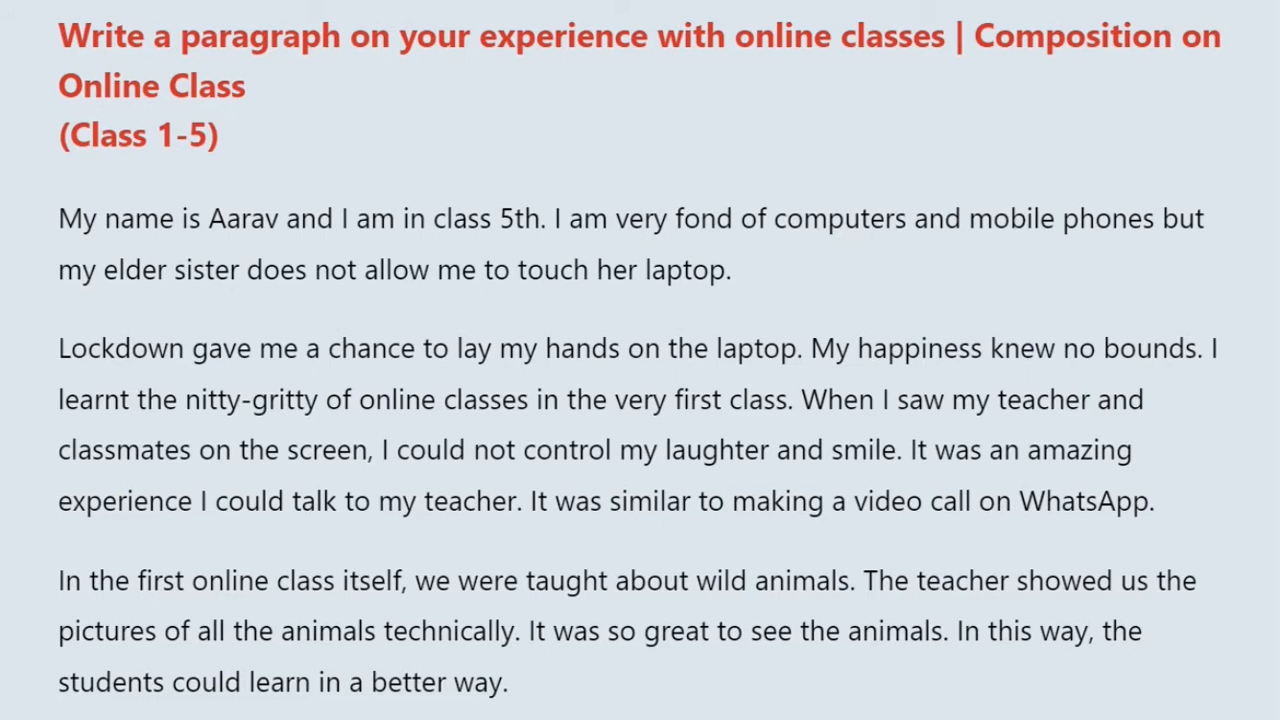 Write a paragraph on your experience with online classes | Composition on
Online Class
(Class 1-5)
My name is Aarav and I am in class 5th. I am very fond of computers and mobile phones but
my elder sister does not allow me to touch her laptop.
Lockdown gave me a chance to lay my hands on the laptop. My happiness knew no bounds. I
learnt the nitty-gritty of online classes in the very first class. When I saw my teacher and
classmates on the screen, I could not control my laughter and smile. It was an amazing
experience I could talk to my teacher. It was similar to making a video call on WhatsApp.
In the first online class itself, we were taught about wild animals. The teacher showed us the
pictures of all the animals technically. It was so great to see the animals. In this way, the
students could learn in a better way.